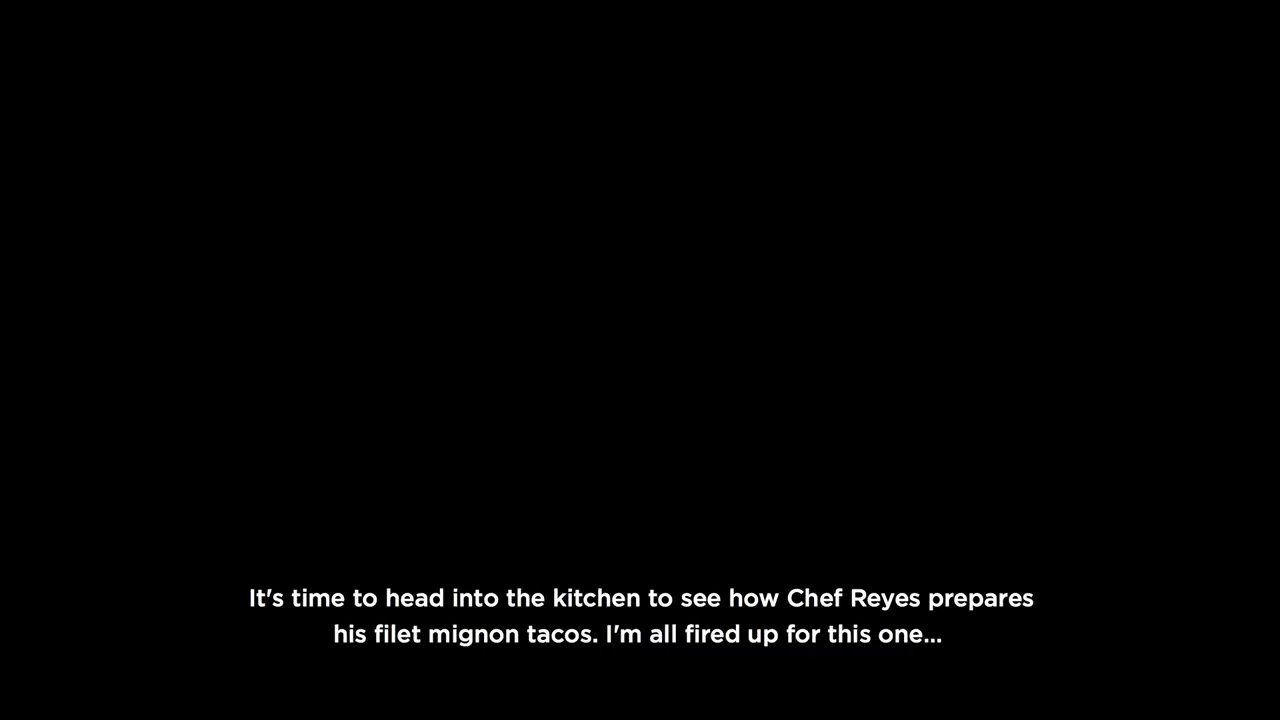 It's time to head into the kitchen to see how Chef Reyes prepares
his filet mignon tacos. I'm all fired up for this one...